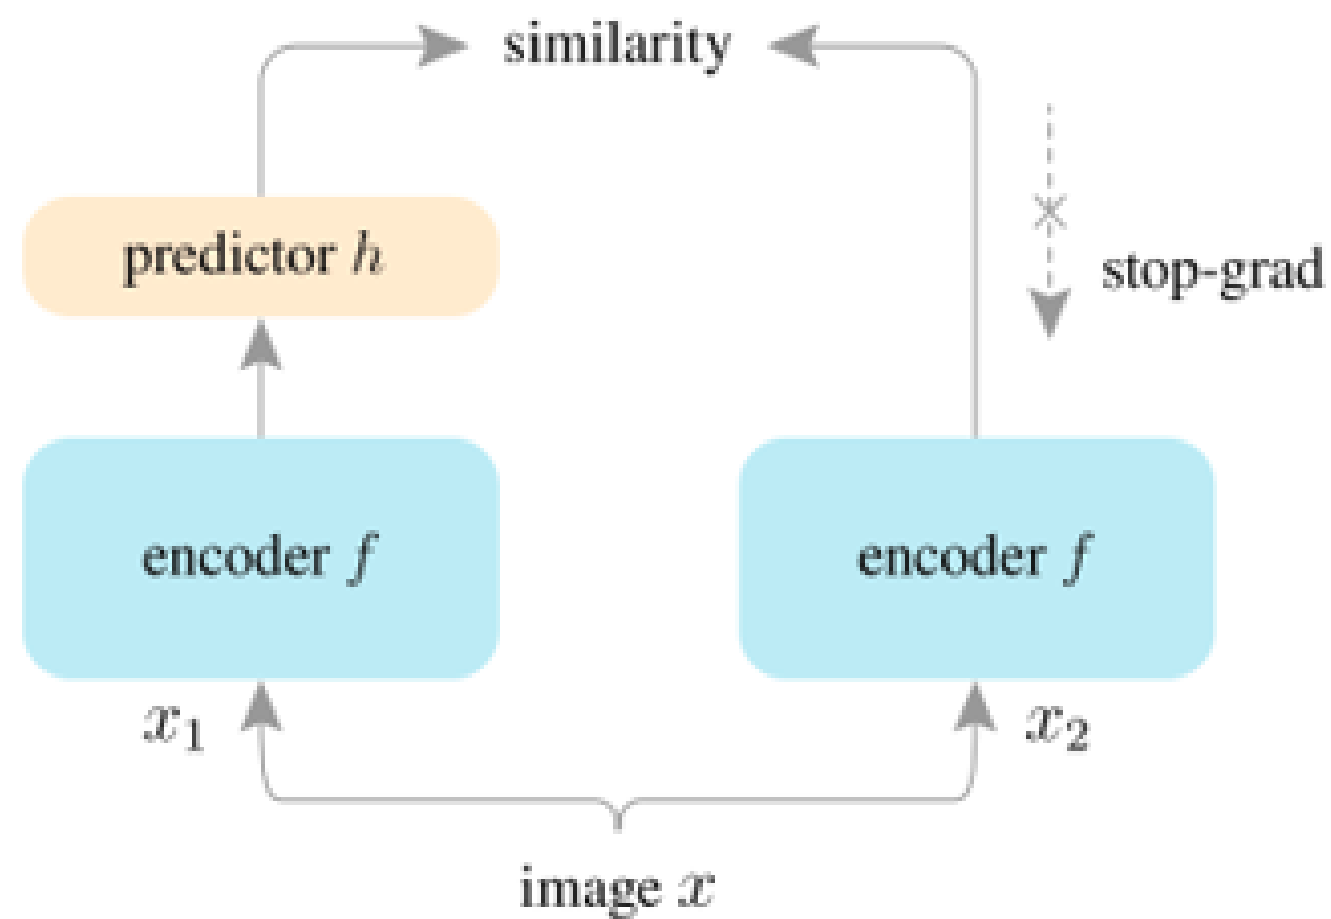 similarity
predictor h
stop-grad
encoder f
encoder f
x₁
x₂
image x